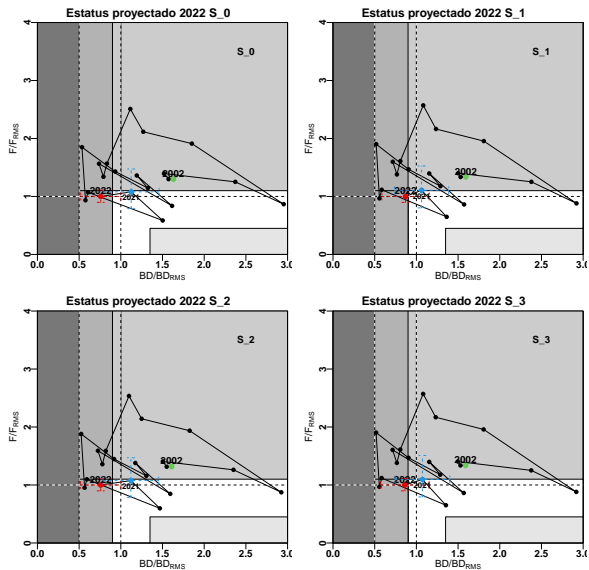 Estatus proyectado 2022 S_0
S_0
2002
2022
2021
F/F_RMS
0 1 2 3 4
0.0 0.5 1.0 1.5 2.0 2.5 3.0
BD/BD_RMS
Estatus proyectado 2022 S_1
S_1
2002
2022
2021
F/F_RMS
0 1 2 3 4
0.0 0.5 1.0 1.5 2.0 2.5 3.0
BD/BD_RMS
Estatus proyectado 2022 S_2
S_2
2002
2022
2021
F/F_RMS
0 1 2 3 4
0.0 0.5 1.0 1.5 2.0 2.5 3.0
BD/BD_RMS
Estatus proyectado 2022 S_3
S_3
2002
2022
2021
F/F_RMS
0 1 2 3 4
0.0 0.5 1.0 1.5 2.0 2.5 3.0
BD/BD_RMS